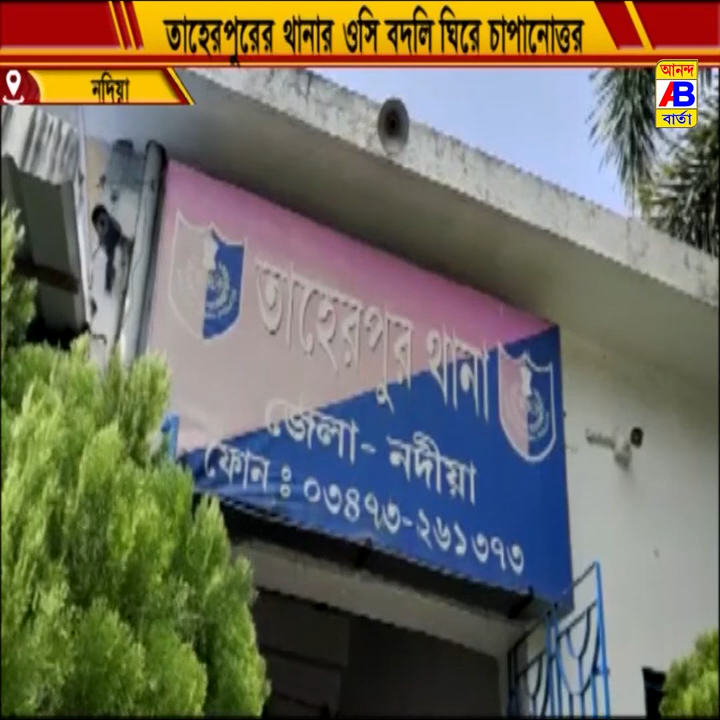 তাহেরপুরের থানার ওসি বদলি ঘিরে চাপানোত্তর
নদিয়া
আনন্দ
AB
বার্তা
তাহেরপুর থানা
জেলা - নদীয়া
ফোন : ০৩৪৭৩-২৬১৩৭৩